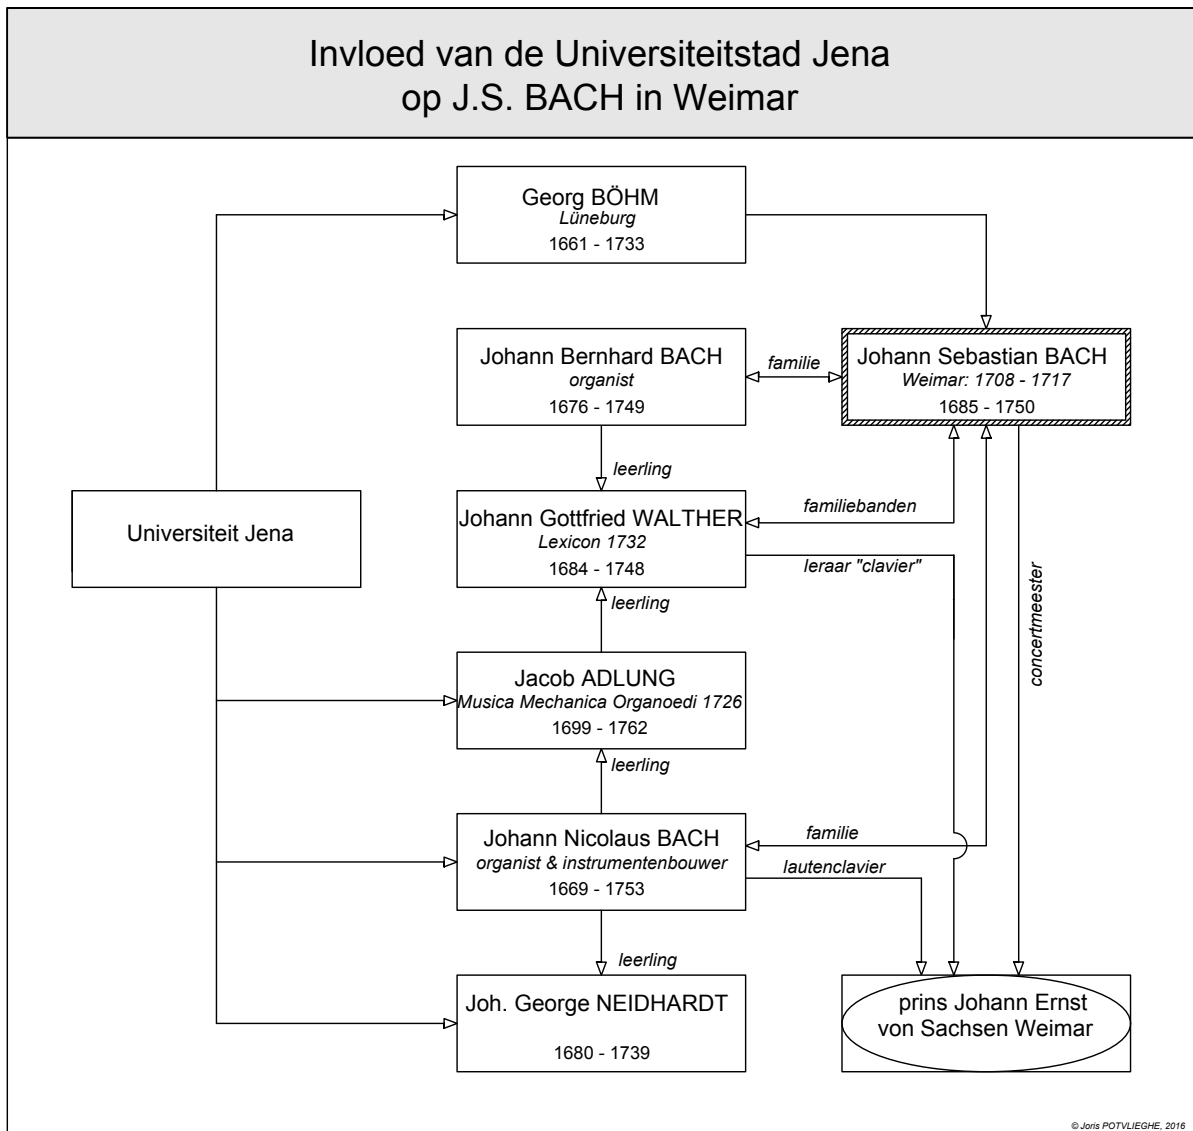 Invloed van de Universiteitstad Jena
op J.S. BACH in Weimar
Georg BÖHM
Lüneburg
1661 - 1733
Johann Bernhard BACH
organist
1676 - 1749
familie
Johann Sebastian BACH
Weimar: 1708 - 1717
1685 - 1750
leerling
Universiteit Jena
Johann Gottfried WALTHER
Lexicon 1732
1684 - 1748
familiebanden
leraar "clavier"
concertmeester
leerling
Jacob ADLUNG
Musica Mechanica Organoedi 1726
1699 - 1762
leerling
Johann Nicolaus BACH
organist & instrumentenbouwer
1669 - 1753
familie
lautenclavier
leerling
Joh. George NEIDHARDT
1680 - 1739
prins Johann Ernst
von Sachsen Weimar
© Joris POTVLIEGHE, 2016